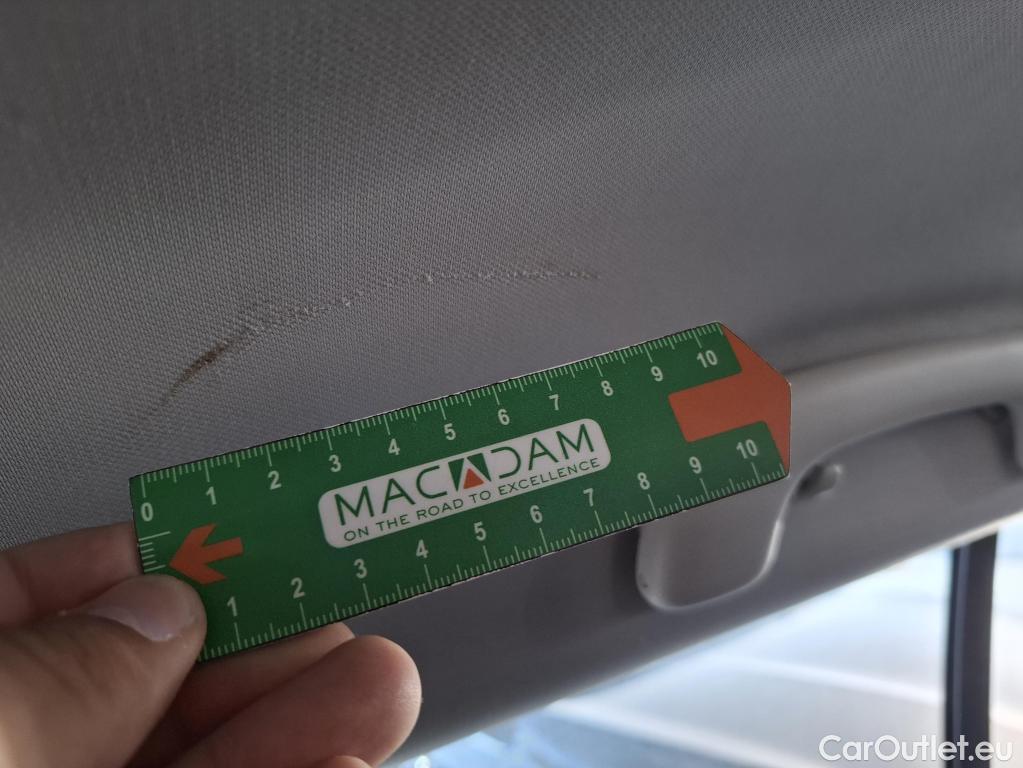 0 1 2 3 4 5 6 7 8 9 10
MACADAM
ON THE ROAD TO EXCELLENCE
1 2 3 4 5 6 7 8 9 10
CarOutlet.eu